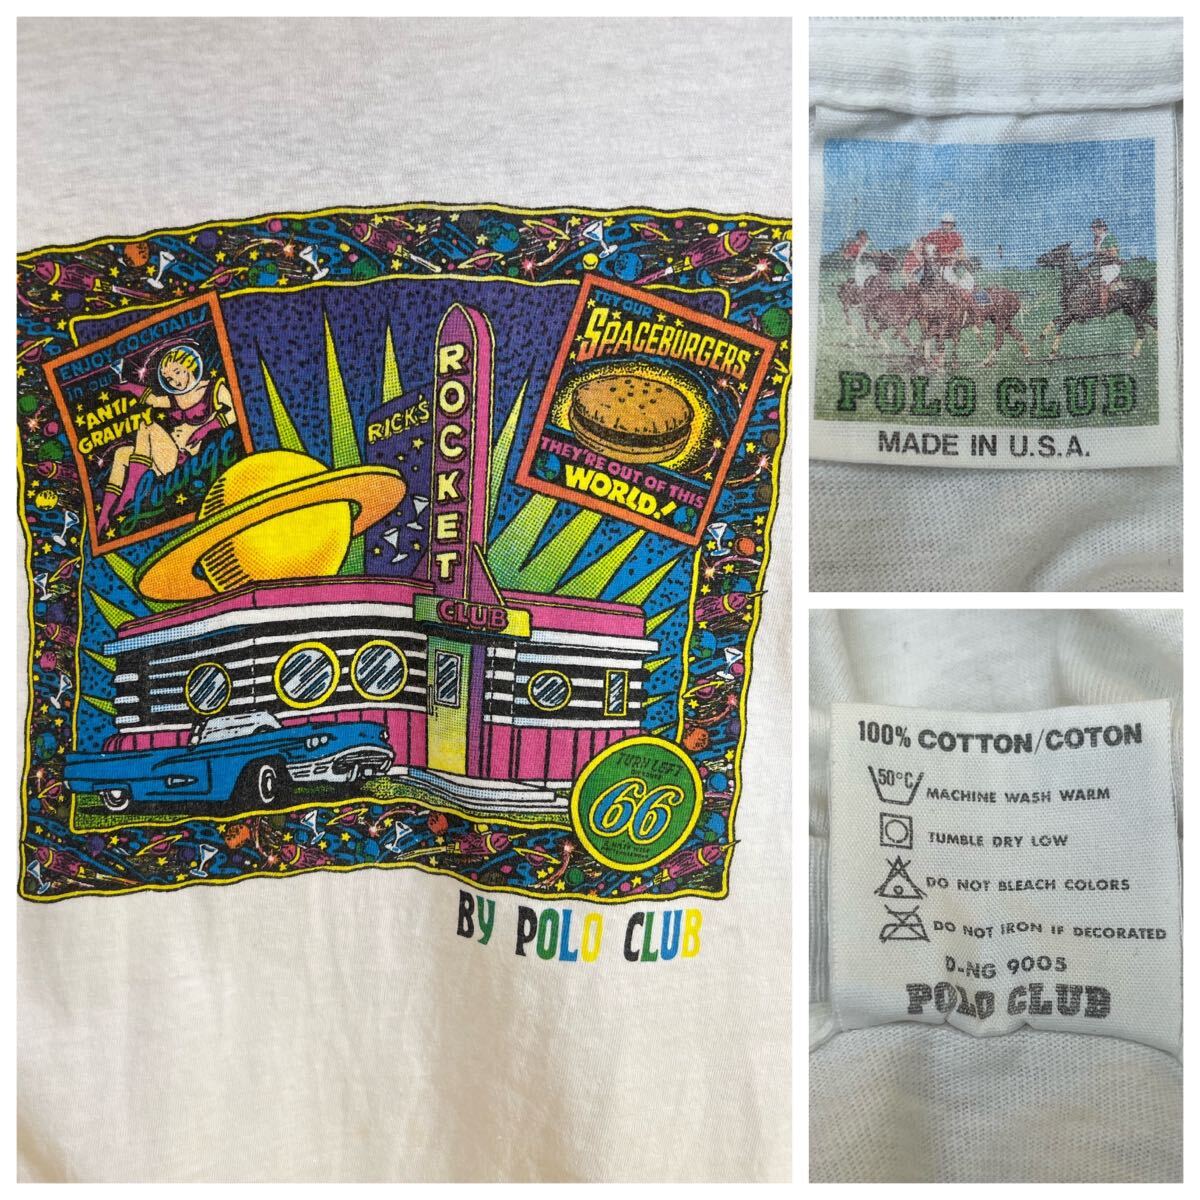 ENJOY COCKTAILS
in our
ANTI-
GRAVITY
Lounge
RICK'S
ROCKET
CLUB
TRY OUR
SPACEBURGERS
THEY'RE OUT OF THIS
WORLD!
TURN LEFT
66
BY POLO CLUB
POLO CLUB
MADE IN U.S.A.
100% COTTON/COTON
50°C
MACHINE WASH WARM
TUMBLE DRY LOW
DO NOT BLEACH COLORS
DO NOT IRON IF DECORATED
D-NG 9005
POLO CLUB